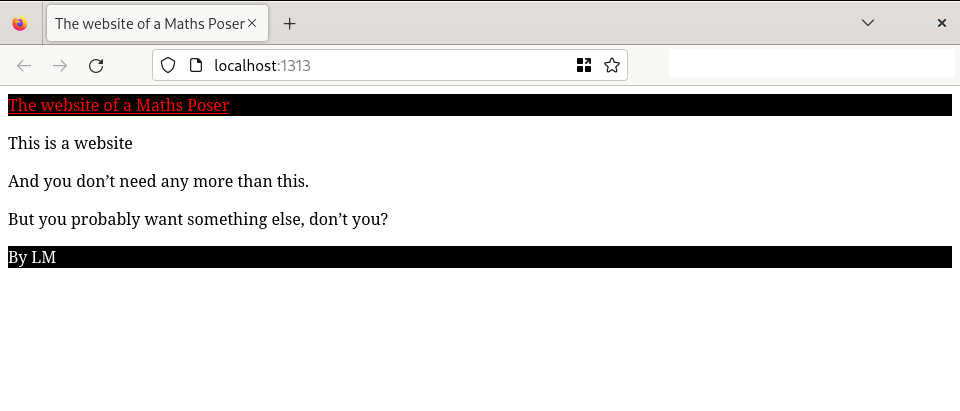 The website of a Maths Poser
localhost:1313
The website of a Maths Poser
This is a website
And you don’t need any more than this.
But you probably want something else, don’t you?
By LM